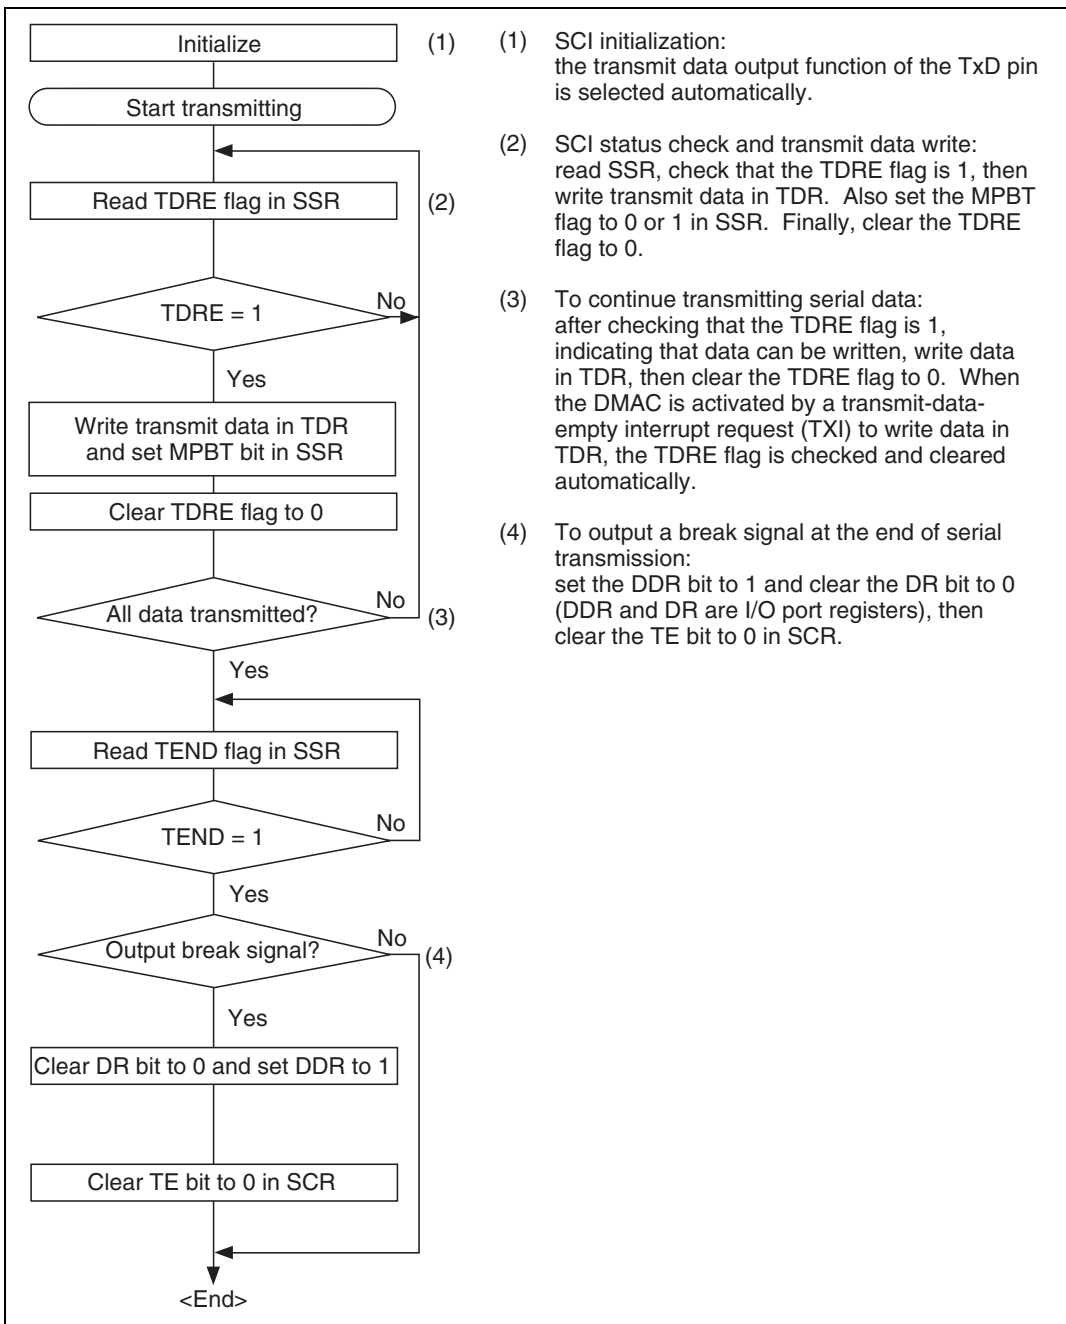 Initialize
(1)
Start transmitting
Read TDRE flag in SSR
(2)
TDRE = 1
No
Yes
Write transmit data in TDR
and set MPBT bit in SSR
Clear TDRE flag to 0
All data transmitted?
No
(3)
Yes
Read TEND flag in SSR
TEND = 1
No
Yes
Output break signal?
No
(4)
Yes
Clear DR bit to 0 and set DDR to 1
Clear TE bit to 0 in SCR
<End>
(1) SCI initialization:
the transmit data output function of the TxD pin
is selected automatically.
(2) SCI status check and transmit data write:
read SSR, check that the TDRE flag is 1, then
write transmit data in TDR. Also set the MPBT
flag to 0 or 1 in SSR. Finally, clear the TDRE
flag to 0.
(3) To continue transmitting serial data:
after checking that the TDRE flag is 1,
indicating that data can be written, write data
in TDR, then clear the TDRE flag to 0. When
the DMAC is activated by a transmit-data-
empty interrupt request (TXI) to write data in
TDR, the TDRE flag is checked and cleared
automatically.
(4) To output a break signal at the end of serial
transmission:
set the DDR bit to 1 and clear the DR bit to 0
(DDR and DR are I/O port registers), then
clear the TE bit to 0 in SCR.